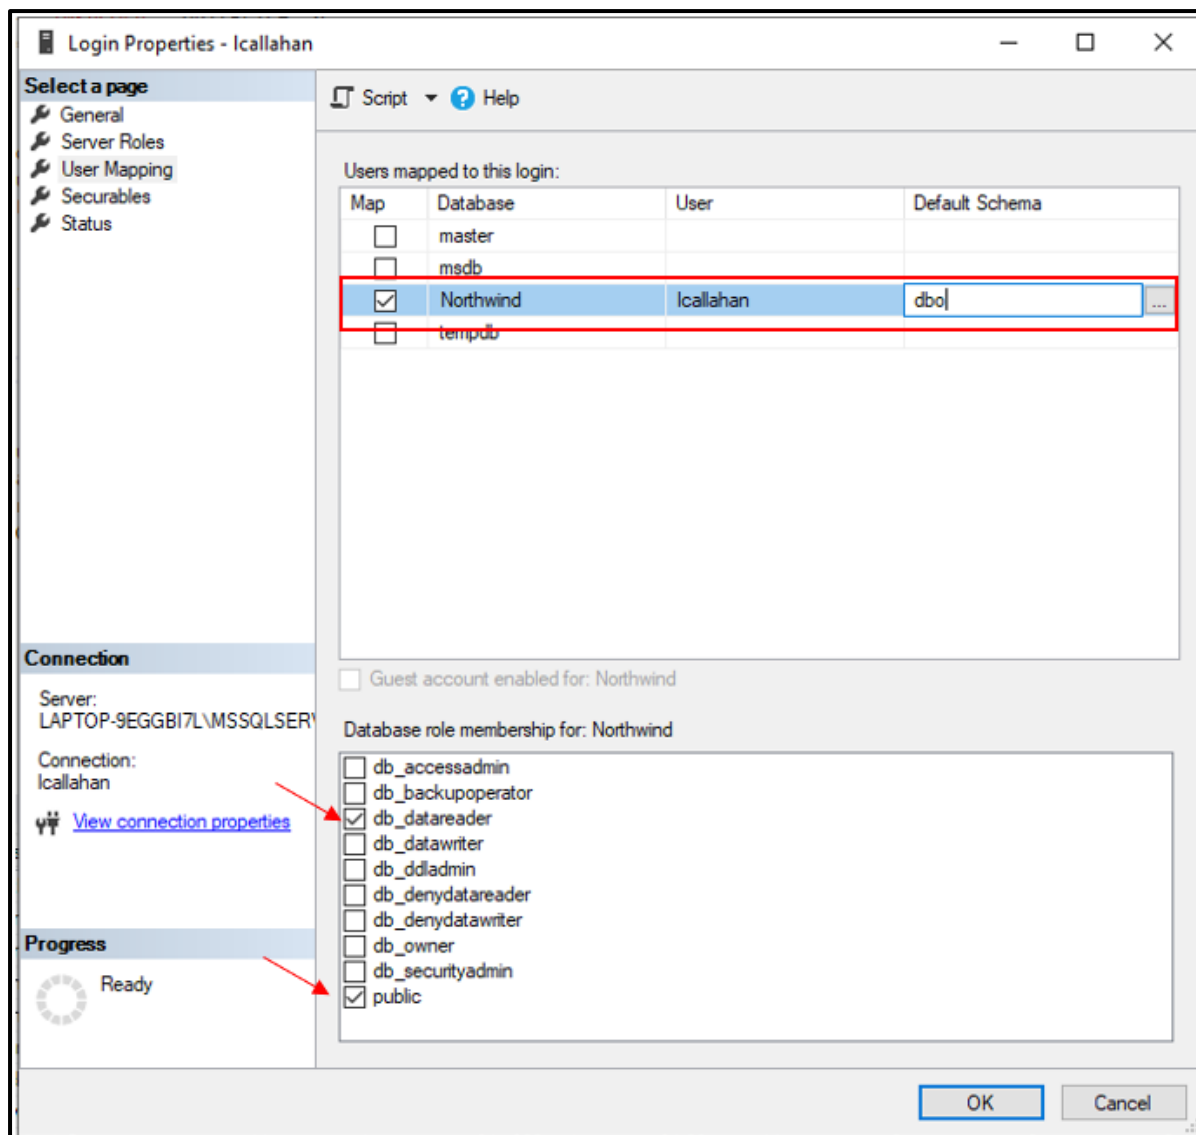 Login Properties - lcallahan
Select a page
General
Server Roles
User Mapping
Securables
Status
Script
Help
Users mapped to this login:
Map Database User Default Schema
master
msdb
Northwind lcallahan dbo ...
tempdb
Guest account enabled for: Northwind
Database role membership for: Northwind
db_accessadmin
db_backupoperator
db_datareader
db_datawriter
db_ddladmin
db_denydatareader
db_denydatawriter
db_owner
db_securityadmin
public
Connection
Server:
LAPTOP-9EGGBI7L\MSSQLSER
Connection:
lcallahan
View connection properties
Progress
Ready
OK Cancel